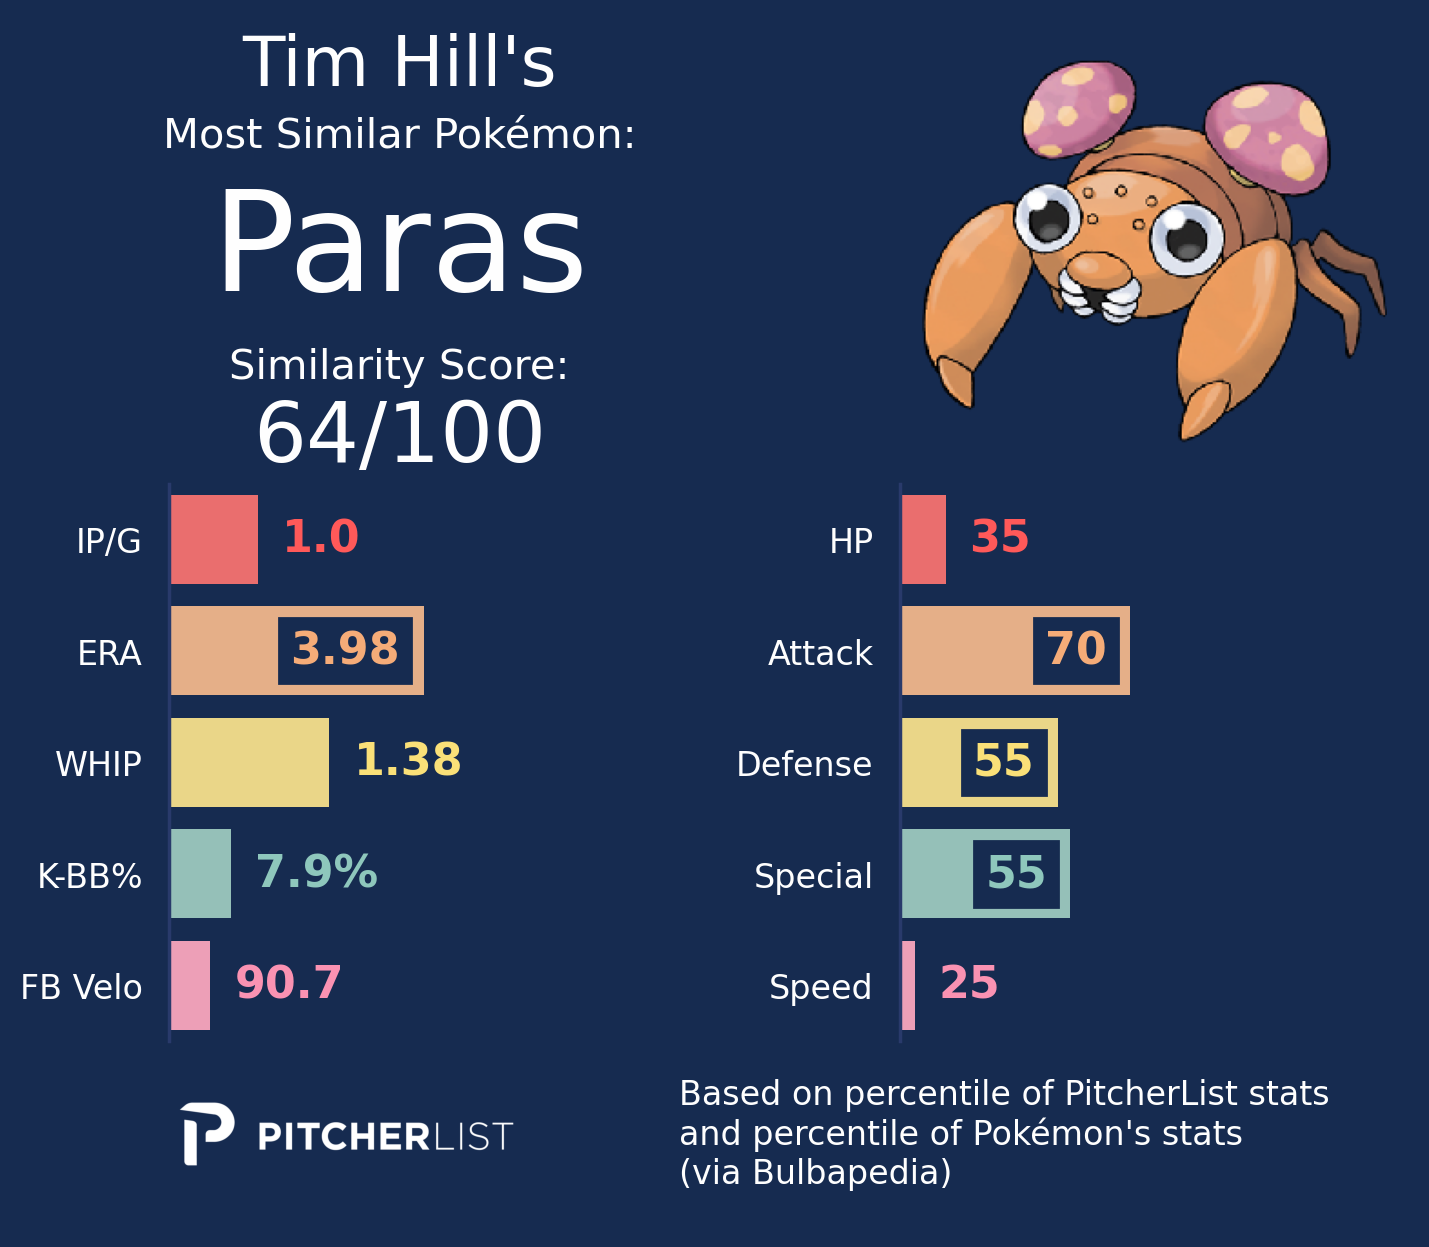 Tim Hill's
Most Similar Pokémon:
Paras
Similarity Score:
64/100
IP/G 1.0
ERA 3.98
WHIP 1.38
K-BB% 7.9%
FB Velo 90.7
HP 35
Attack 70
Defense 55
Special 55
Speed 25
PITCHERLIST
Based on percentile of PitcherList stats
and percentile of Pokémon's stats
(via Bulbapedia)